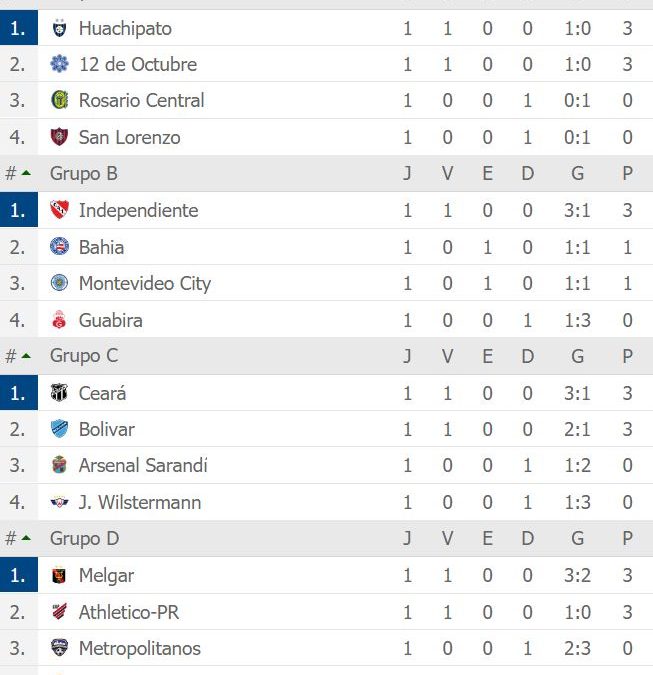 1. Huachipato 1 1 0 0 1:0 3
2. 12 de Octubre 1 1 0 0 1:0 3
3. Rosario Central 1 0 0 1 0:1 0
4. San Lorenzo 1 0 0 1 0:1 0
# Grupo B J V E D G P
1. Independiente 1 1 0 0 3:1 3
2. Bahia 1 0 1 0 1:1 1
3. Montevideo City 1 0 1 0 1:1 1
4. Guabira 1 0 0 1 1:3 0
# Grupo C J V E D G P
1. Ceará 1 1 0 0 3:1 3
2. Bolivar 1 1 0 0 2:1 3
3. Arsenal Sarandí 1 0 0 1 1:2 0
4. J. Wilstermann 1 0 0 1 1:3 0
# Grupo D J V E D G P
1. Melgar 1 1 0 0 3:2 3
2. Athletico-PR 1 1 0 0 1:0 3
3. Metropolitanos 1 0 0 1 2:3 0